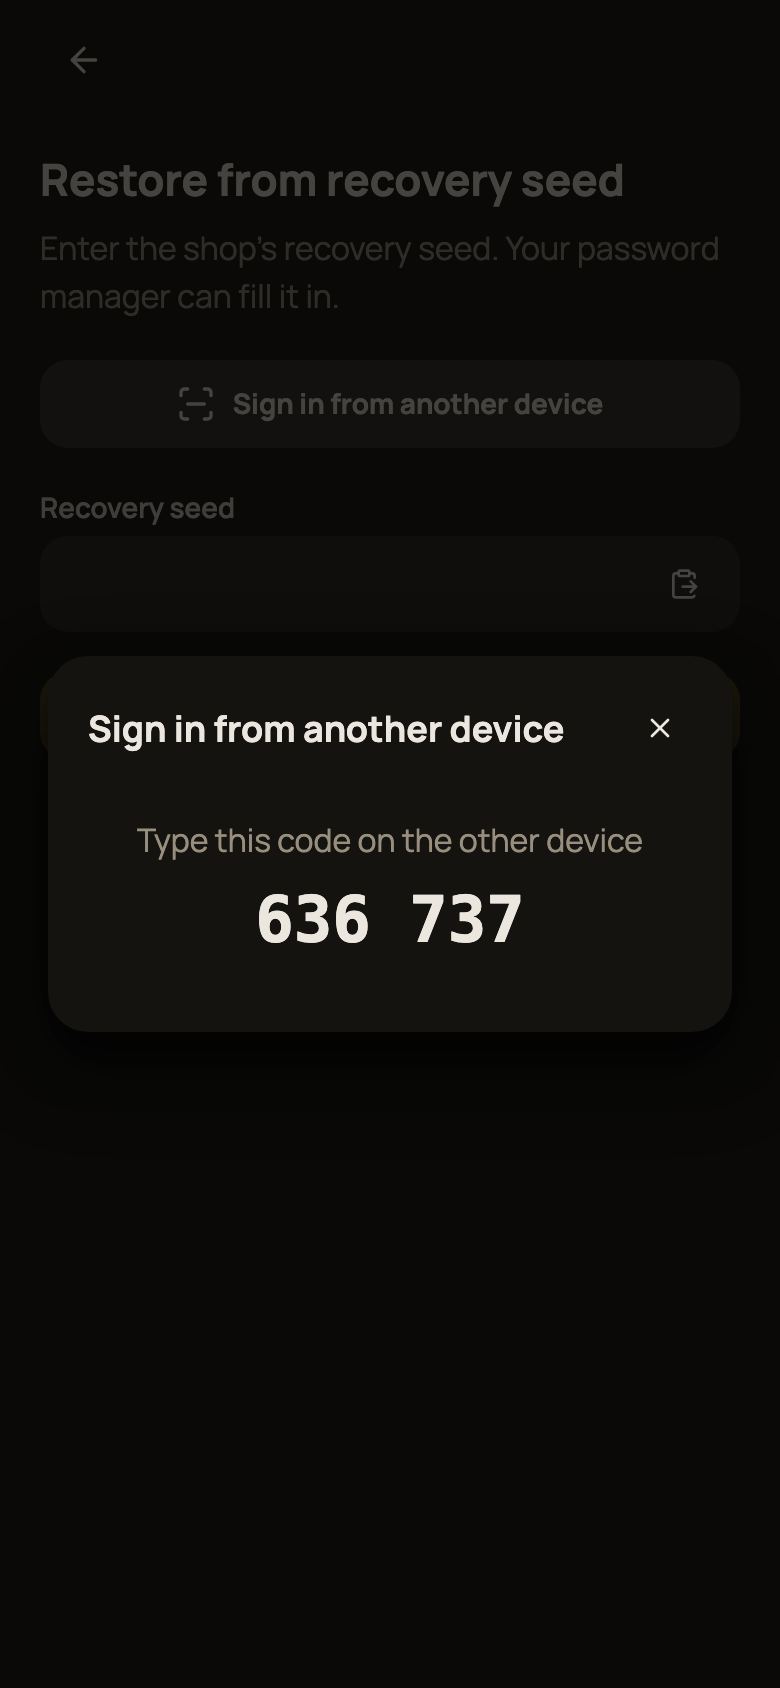 Restore from recovery seed
Enter the shop's recovery seed. Your password
manager can fill it in.
Sign in from another device
Recovery seed
Sign in from another device
Type this code on the other device
636 737